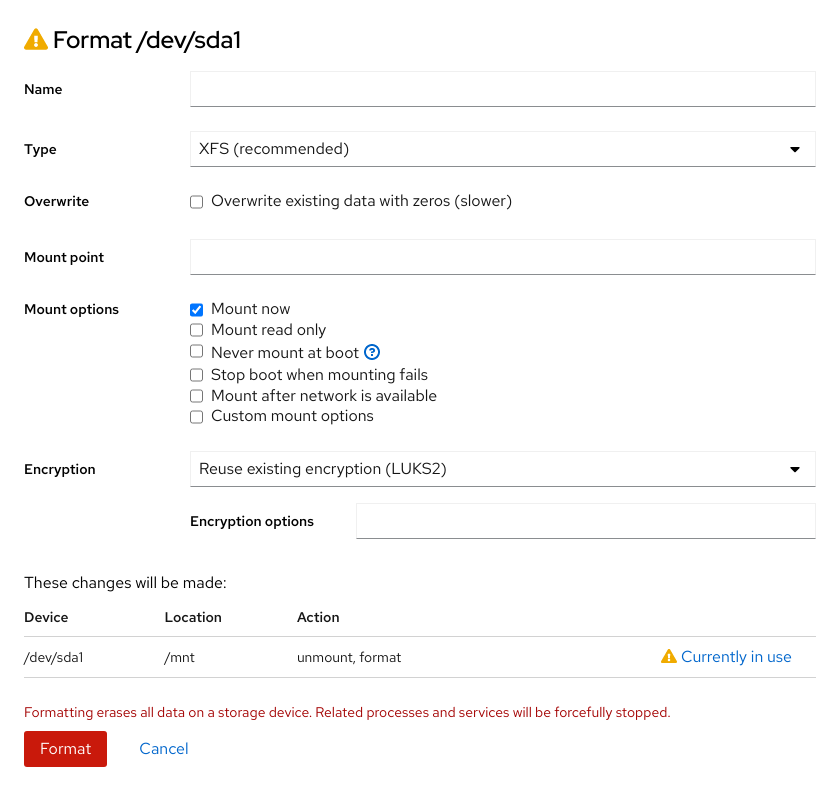 Format /dev/sda1
Name
Type XFS (recommended)
Overwrite Overwrite existing data with zeros (slower)
Mount point
Mount options Mount now
Mount read only
Never mount at boot
Stop boot when mounting fails
Mount after network is available
Custom mount options
Encryption Reuse existing encryption (LUKS2)
Encryption options
These changes will be made:
Device Location Action
/dev/sda1 /mnt unmount, format Currently in use
Formatting erases all data on a storage device. Related processes and services will be forcefully stopped.
Format Cancel